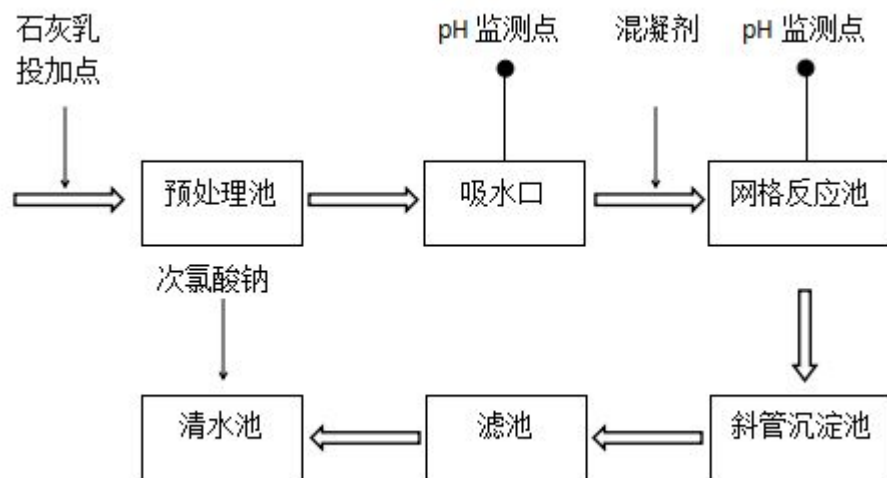 石灰乳
投加点
pH 监测点
混凝剂
pH 监测点
预处理池
吸水口
网格反应池
次氯酸钠
清水池
滤池
斜管沉淀池